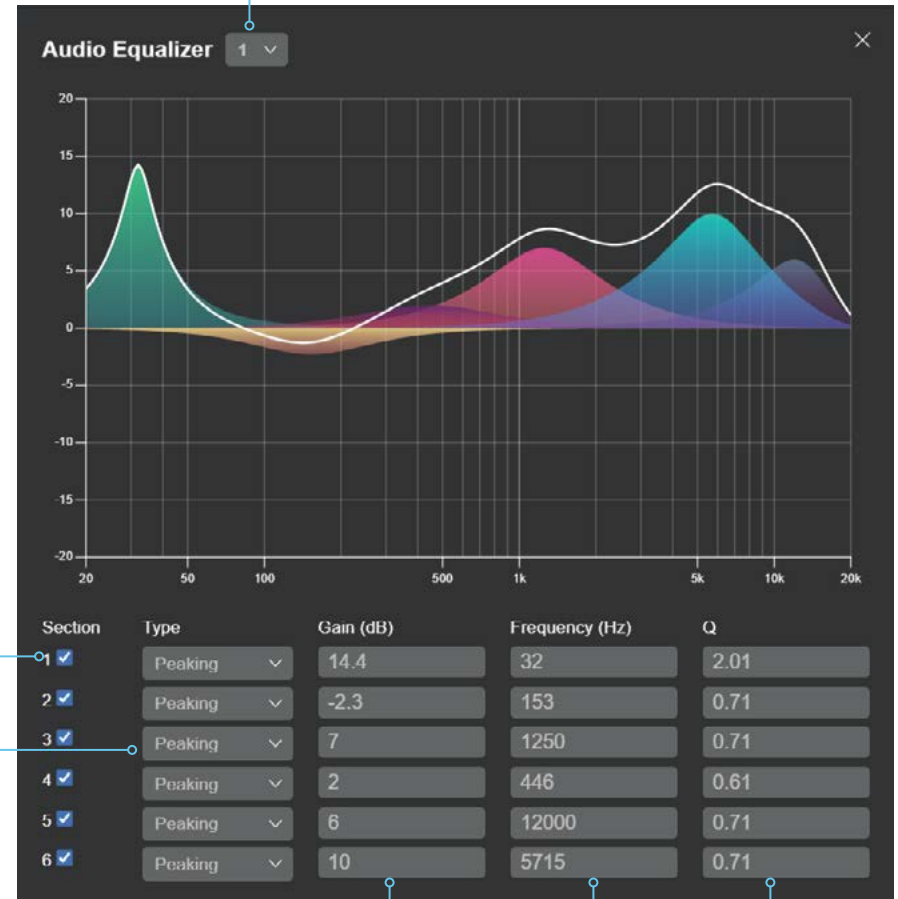 Audio Equalizer 1
20
15
10
5
0
-5
-10
-15
-20
20 50 100 500 1k 5k 10k 20k
Section Type Gain (dB) Frequency (Hz) Q
1 Peaking 14.4 32 2.01
2 Peaking -2.3 153 0.71
3 Peaking 7 1250 0.71
4 Peaking 2 446 0.61
5 Peaking 6 12000 0.71
6 Peaking 10 5715 0.71